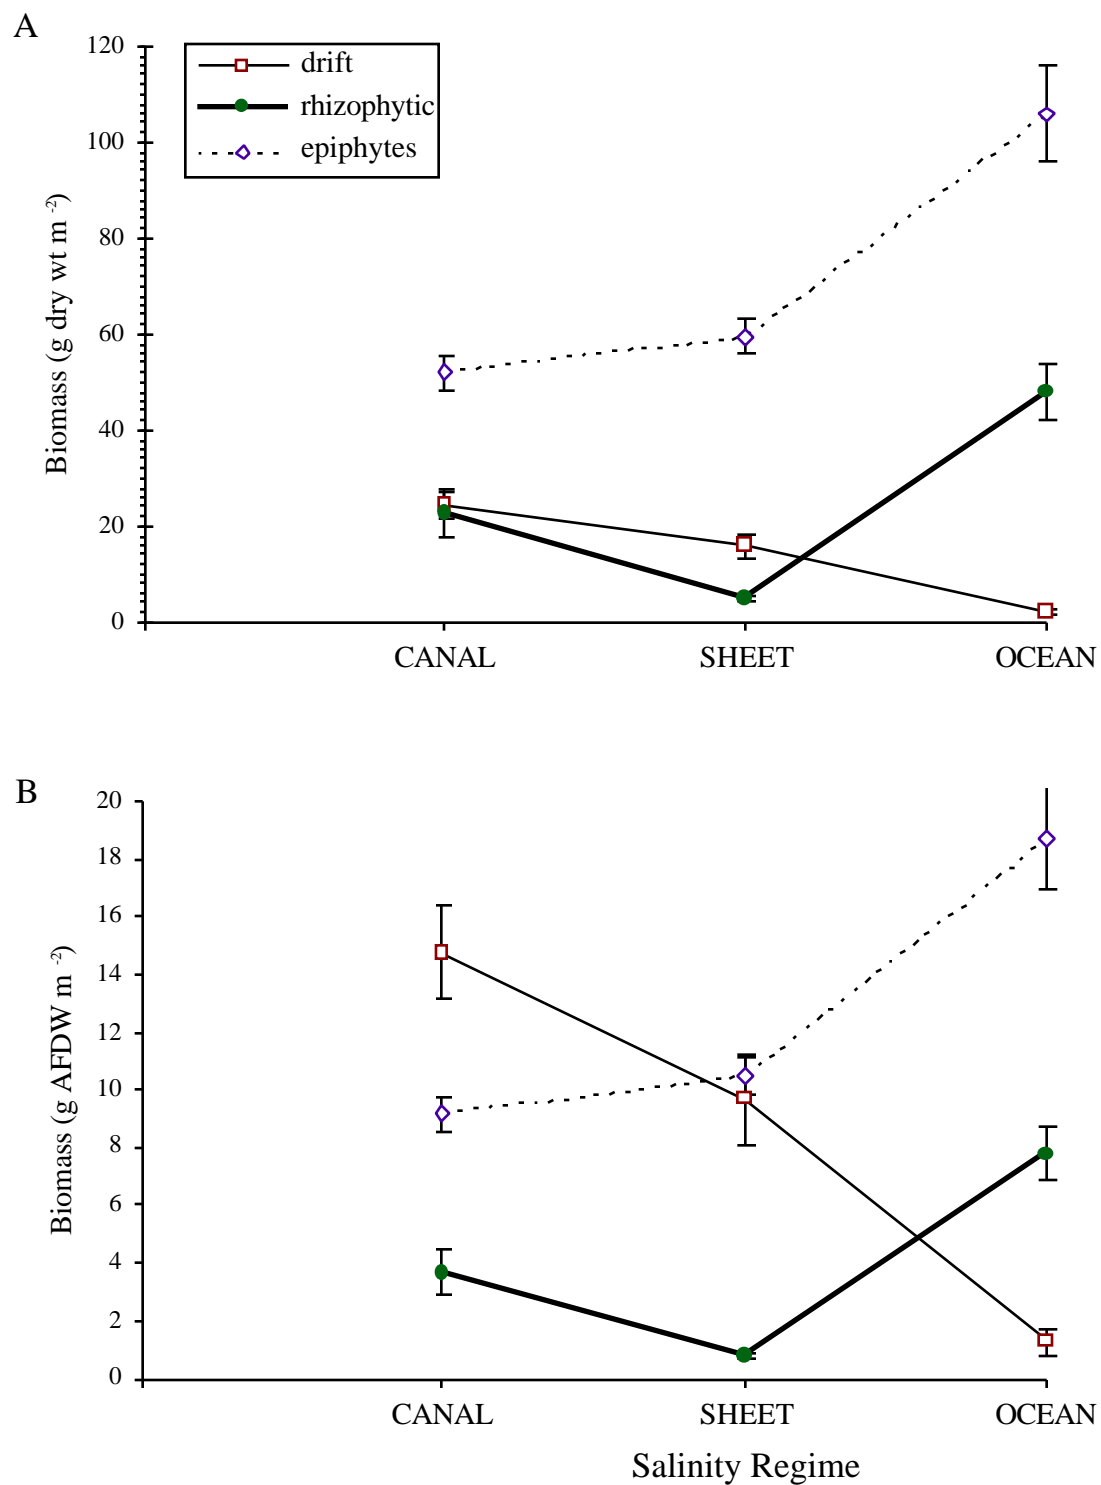 A
Biomass (g dry wt m -2)
120
100
80
60
40
20
0
drift
rhizophytic
epiphytes
CANAL SHEET OCEAN
B
Biomass (g AFDW m -2)
20
18
16
14
12
10
8
6
4
2
0
CANAL SHEET OCEAN
Salinity Regime